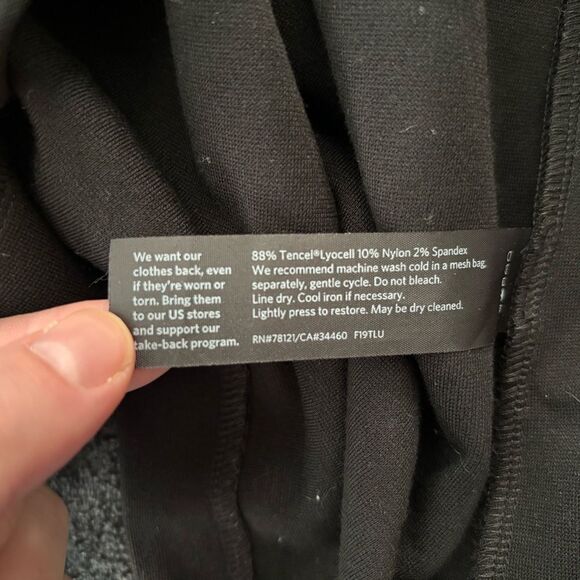 We want our
clothes back, even
if they're worn or
torn. Bring them
to our US stores
and support our
take-back program.
88% Tencel®Lyocell 10% Nylon 2% Spandex
We recommend machine wash cold in a mesh bag,
separately, gentle cycle. Do not bleach.
Line dry. Cool iron if necessary.
Lightly press to restore. May be dry cleaned.
RN#78121/CA#34460 F19TLU